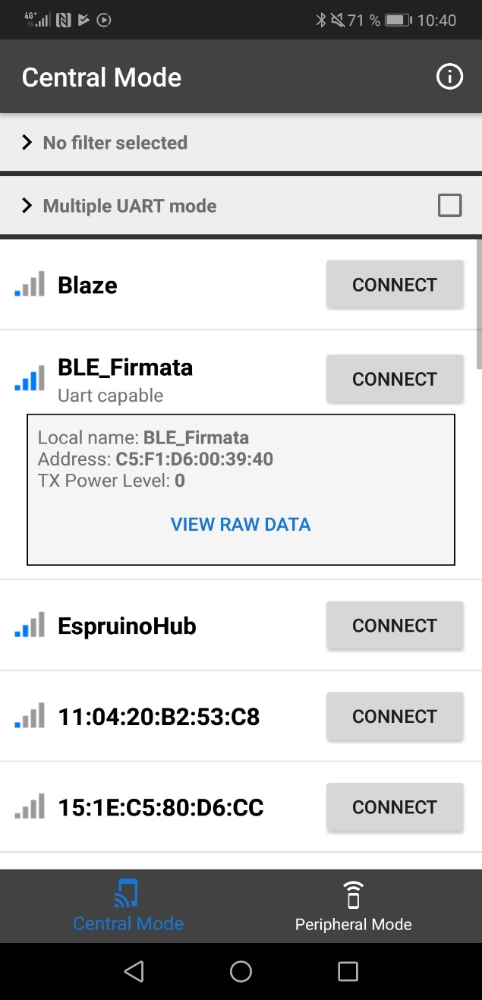 4G+ 71 % 10:40
Central Mode
No filter selected
Multiple UART mode
Blaze CONNECT
BLE_Firmata CONNECT
Uart capable
Local name: BLE_Firmata
Address: C5:F1:D6:00:39:40
TX Power Level: 0
VIEW RAW DATA
EspruinoHub CONNECT
11:04:20:B2:53:C8 CONNECT
15:1E:C5:80:D6:CC CONNECT
Central Mode Peripheral Mode